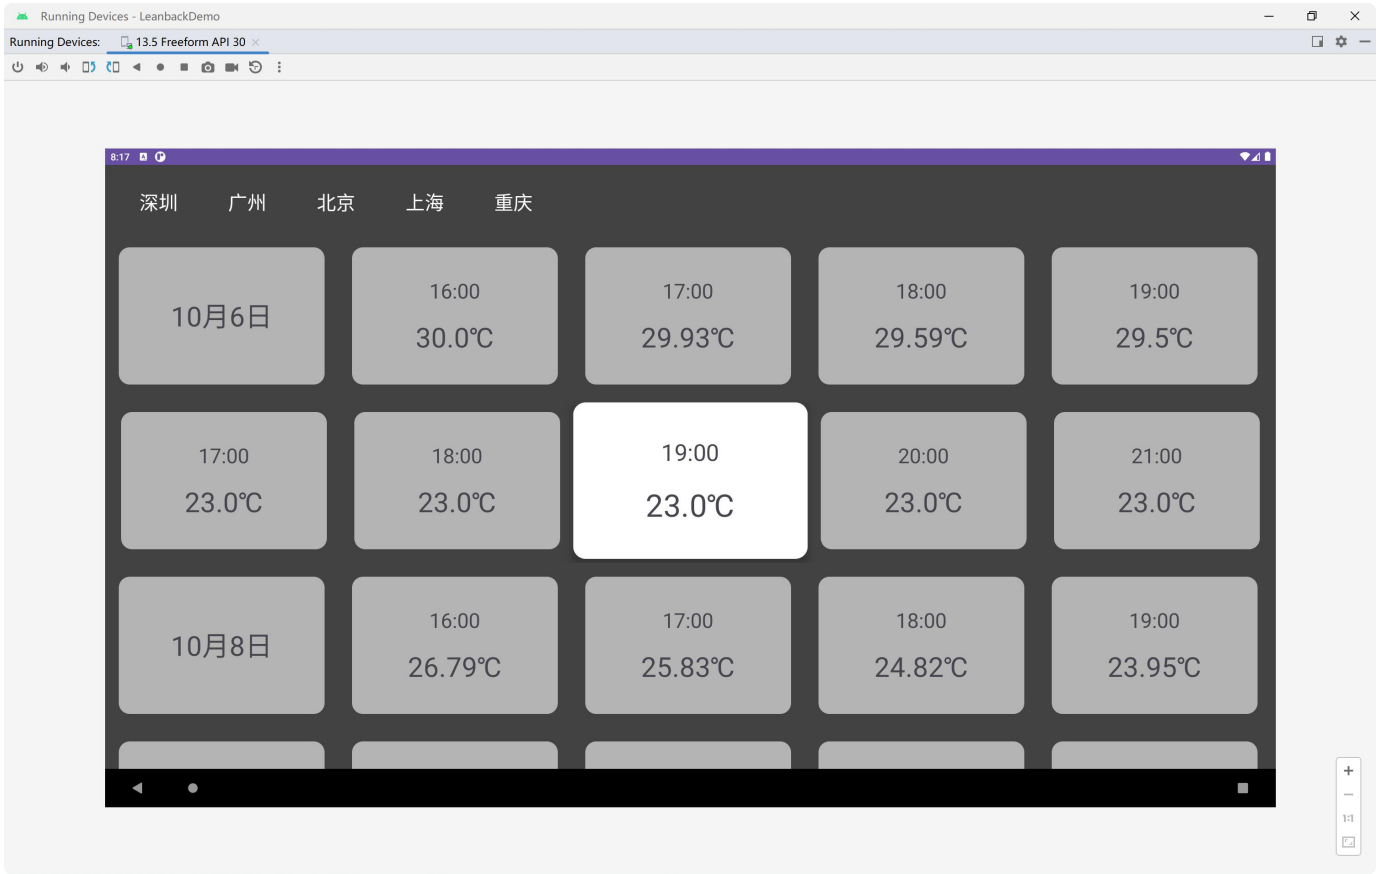 Running Devices - LeanbackDemo
Running Devices: 13.5 Freeform API 30
8:17
深圳 广州 北京 上海 重庆
10月6日 16:00 17:00 18:00 19:00
30.0℃ 29.93℃ 29.59℃ 29.5℃
17:00 18:00 19:00 20:00 21:00
23.0℃ 23.0℃ 23.0℃ 23.0℃ 23.0℃
10月8日 16:00 17:00 18:00 19:00
26.79℃ 25.83℃ 24.82℃ 23.95℃
1:1